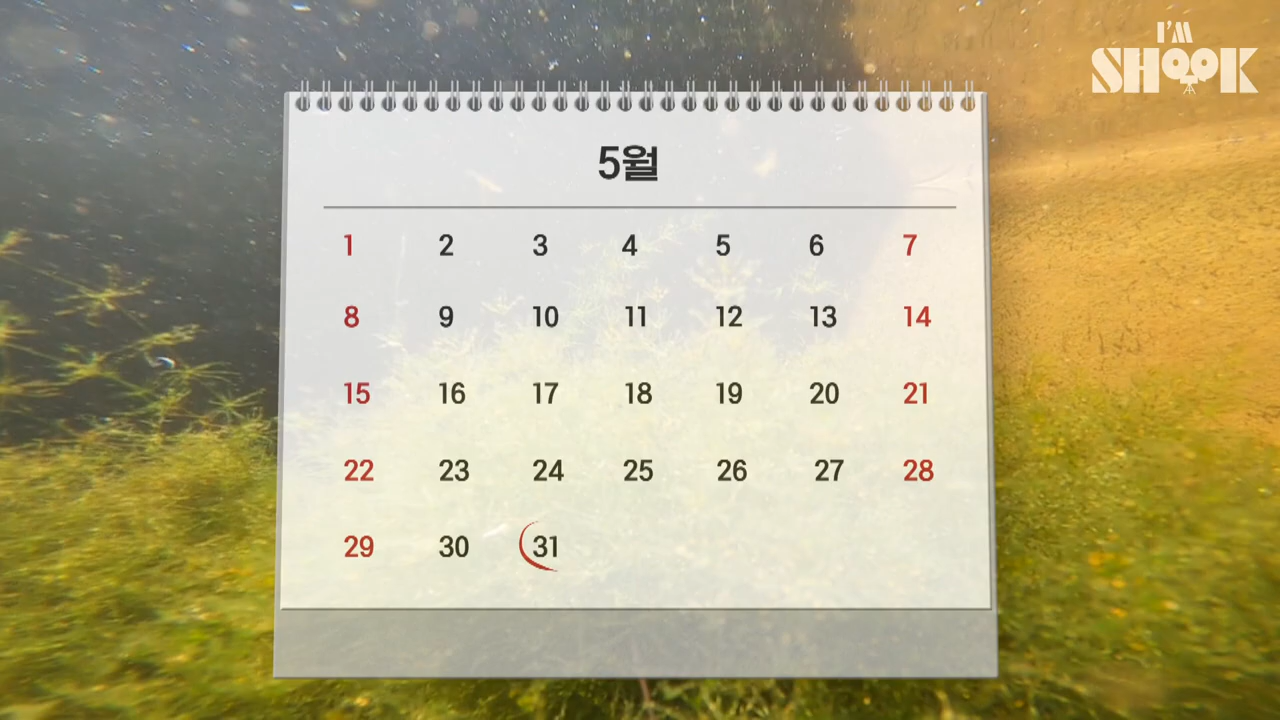 I'M
SHOOK
5월
1 2 3 4 5 6 7
8 9 10 11 12 13 14
15 16 17 18 19 20 21
22 23 24 25 26 27 28
29 30 31